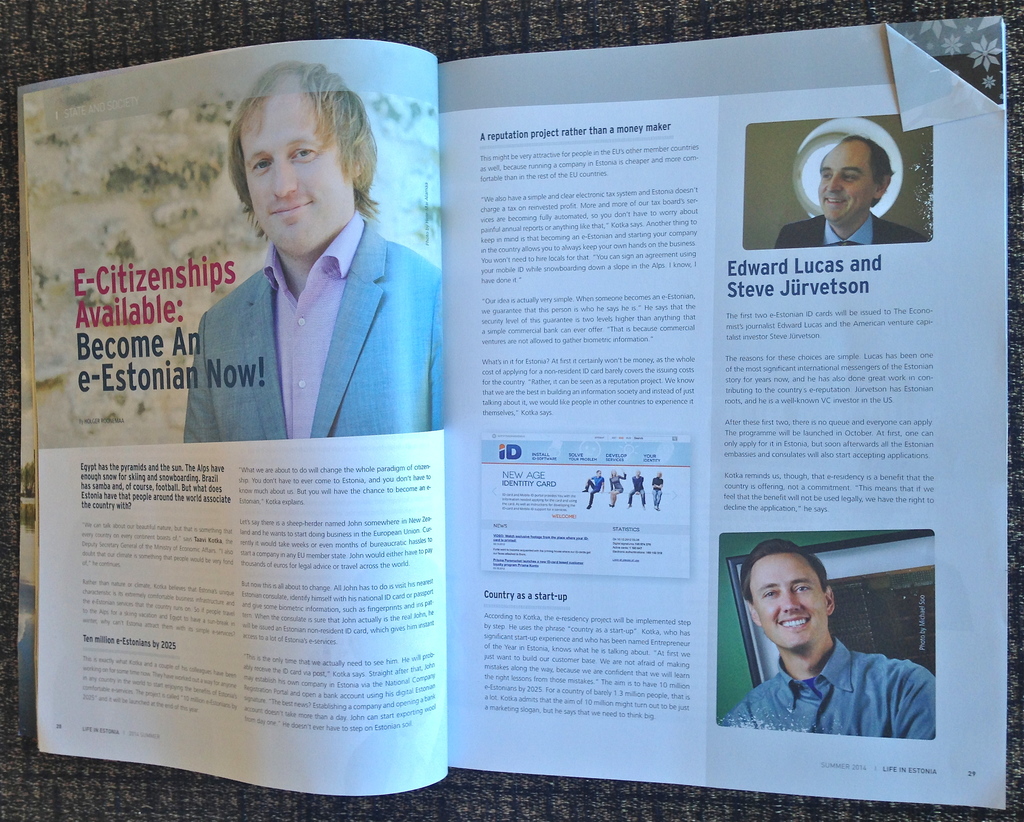 I STATE AND SOCIETY
E-Citizenships
Available:
Become An
e-Estonian Now!
Egypt has the pyramids and the sun. The Alps have
enough snow for skiing and snowboarding. Brazil
has samba and, of course, football. But what does
Estonia have that people around the world associate
the country with?
"We can talk about our beautiful nature, but that is something
every country on every continent does," says Taavi Kotka, the
Deputy Secretary General of the Ministry of Economic Affairs. "I also
doubt that our climate is something that people would be very fond
of," he continues.
Rather than nature or climate, Kotka believes that Estonia's unique
characteristic is its extremely comfortable business infrastructure and
the e-Estonian services that the country runs on. So if people travel
to the Alps for a skiing vacation and Egypt to have a sun-break in
winter, why can't Estonia attract them with its simple e-services?
Ten million e-Estonians by 2025
This is exactly what Kotka and a couple of his colleagues have been
working on for some time now. They have worked out a way for anyone
in any country in the world to start enjoying the benefits of Estonia's
comfortable e-services. The project is called "10 million e-Estonians by
2025" and it will be launched at the end of this year.
"What we are about to do will change the whole paradigm of citizen-
ship. You don't have to ever come to Estonia, and you don't have to
know much about us. But you will have the chance to become an e-
Estonian," Kotka explains.
Let's say there is a sheep-herder named John somewhere in New Zea-
land and he wants to start doing business in the European Union. Cur-
rently it would take weeks or even months of bureaucratic hassles to
start a company in any EU member state. John would either have to pay
thousands of euros for legal advice or travel across the world.
But now this is all about to change. All John has to do is visit his nearest
Estonian consulate, identify himself with his national ID card or passport
and give some biometric information, such as fingerprints and iris pat-
tern. When the consulate is sure that John actually is the real John, he
will be issued an Estonian non-resident ID card, which gives him instant
access to a lot of Estonia's e-services.
"This is the only time that we actually need to see him. He will prob-
ably receive the ID card via post," Kotka says. Straight after that, John
may establish his own company in Estonia via the National Company
Registration Portal and open a bank account using his digital Estonian
signature. "The best news? Establishing a company and opening a bank
account doesn't take more than a day. John can start exporting wool
from day one." He doesn't ever have to step on Estonian soil.
28 LIFE IN ESTONIA I 2014 SUMMER
A reputation project rather than a money maker
This might be very attractive for people in the EU's other member countries
as well, because running a company in Estonia is cheaper and more com-
fortable than in the rest of the EU countries.
"We also have a simple and clear electronic tax system and Estonia doesn't
charge a tax on reinvested profit. More and more of our tax board's ser-
vices are becoming fully automated, so you don't have to worry about
painful annual reports or anything like that," Kotka says. Another thing to
keep in mind is that becoming an e-Estonian and starting your company
in the country allows you to always keep your own hands on the business.
You won't need to hire locals for that. "You can sign an agreement using
your mobile ID while snowboarding down a slope in the Alps. I know, I
have done it."
"Our idea is actually very simple. When someone becomes an e-Estonian,
we guarantee that this person is who he says he is." He says that the
security level of this guarantee is two levels higher than anything that
a simple commercial bank can ever offer. "That is because commercial
ventures are not allowed to gather biometric information."
What's in it for Estonia? At first it certainly won't be money, as the whole
cost of applying for a non-resident ID card barely covers the issuing costs
for the country. "Rather, it can be seen as a reputation project. We know
that we are the best in building an information society and instead of just
talking about it, we would like people in other countries to experience it
themselves," Kotka says.
iD
INSTALL ID-SOFTWARE
SOLVE YOUR PROBLEM
DEVELOP SERVICES
YOUR IDENTITY
NEW AGE
IDENTITY CARD
WELCOME!
NEWS
STATISTICS
Country as a start-up
According to Kotka, the e-residency project will be implemented step
by step. He uses the phrase "country as a start-up". Kotka, who has
significant start-up experience and who has been named Entrepreneur
of the Year in Estonia, knows what he is talking about. "At first we
just want to build our customer base. We are not afraid of making
mistakes along the way, because we are confident that we will learn
the right lessons from those mistakes." The aim is to have 10 million
e-Estonians by 2025. For a country of barely 1.3 million people, that is
a lot. Kotka admits that the aim of 10 million might turn out to be just
a marketing slogan, but he says that we need to think big.
Edward Lucas and
Steve Jürvetson
The first two e-Estonian ID cards will be issued to The Econo-
mist's journalist Edward Lucas and the American venture capi-
talist investor Steve Jürvetson.
The reasons for these choices are simple. Lucas has been one
of the most significant international messengers of the Estonian
story for years now, and he has also done great work in con-
tributing to the country's e-reputation. Jürvetson has Estonian
roots, and he is a well-known VC investor in the US.
After these first two, there is no queue and everyone can apply.
The programme will be launched in October. At first, one can
only apply for it in Estonia, but soon afterwards all the Estonian
embassies and consulates will also start accepting applications.
Kotka reminds us, though, that e-residency is a benefit that the
country is offering, not a commitment. "This means that if we
feel that the benefit will not be used legally, we have the right to
decline the application," he says.
Photo by Michael Soo
SUMMER 2014 I LIFE IN ESTONIA 29